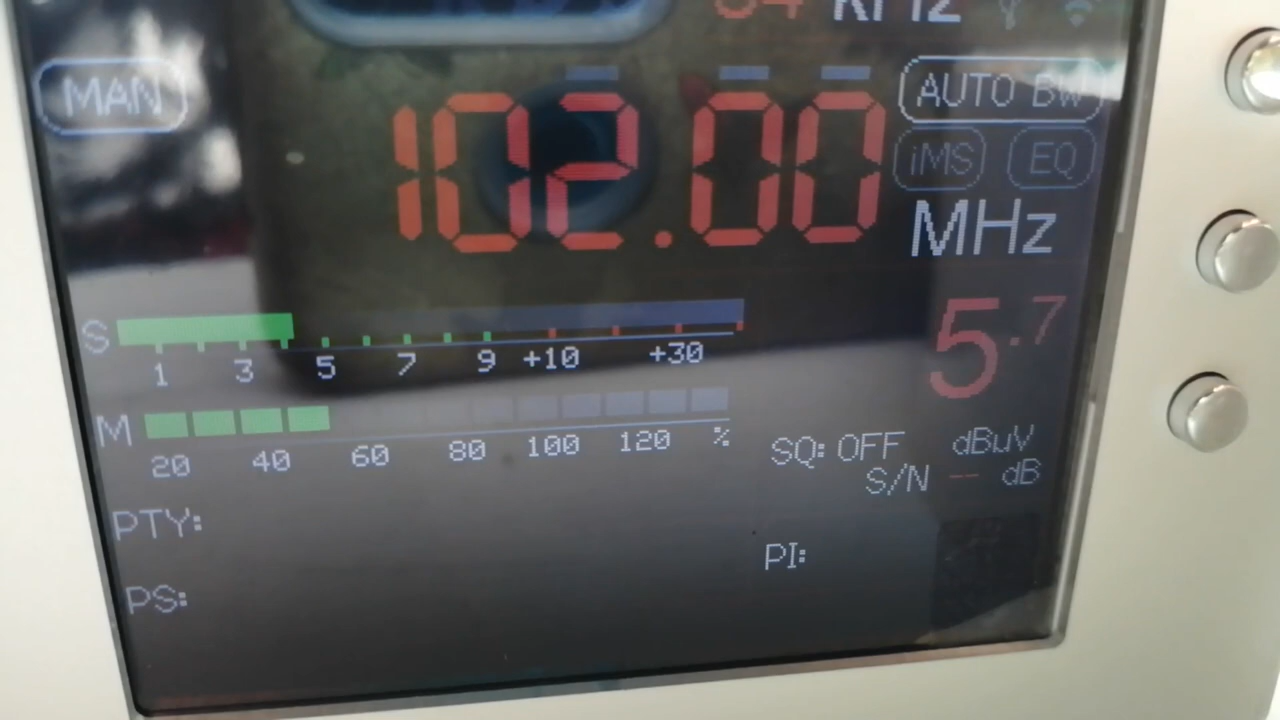 kHz
MAN
102.00
AUTO BW
iMS EQ
MHz
S
1 3 5 7 9 +10 +30
5.7
M
20 40 60 80 100 120 %
SQ: OFF dBuV
S/N -- dB
PTY:
PI:
PS: